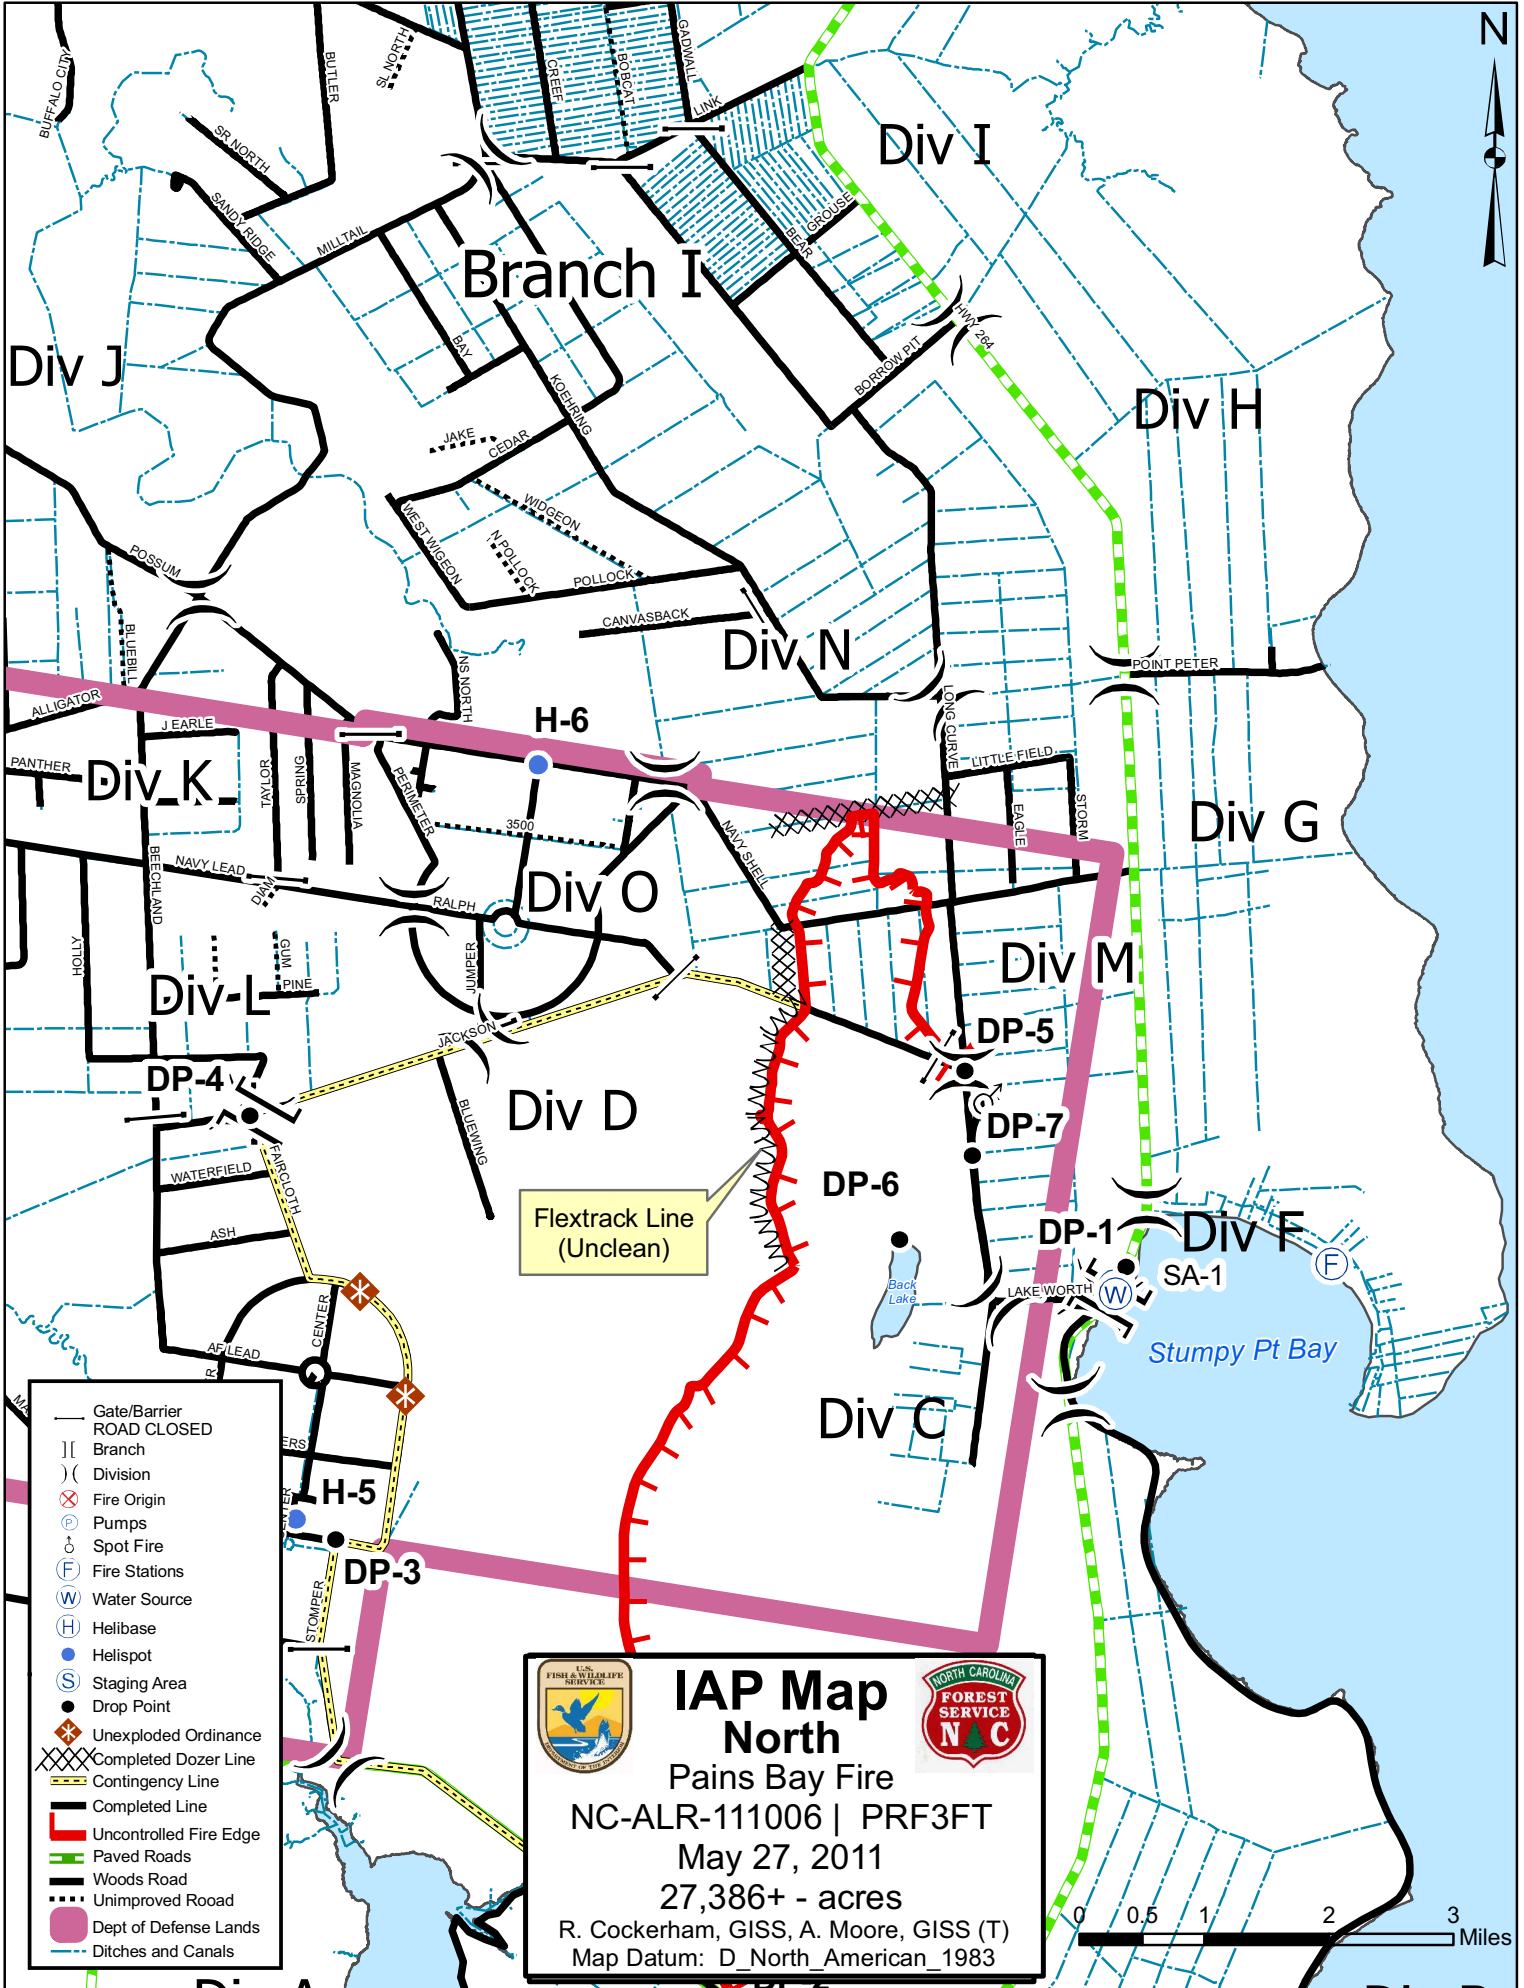 N
BUFFALO CITY
BUTLER
SL NORTH
CREEF
BOBCAT
GADWALL
LINK
Div I
SR NORTH
SANDY RIDGE
MILLTAIL
GROUSE
BEAR
Branch I
HWY 264
Div J
BAY
BORROW PIT
KOEHRING
Div H
JAKE
CEDAR
WIDGEON
WEST WIGEON
N POLLOCK
POLLOCK
POSSUM
CANVASBACK
BLUEBILL
Div N
POINT PETER
NS NORTH
LONG CURVE
ALLIGATOR
J EARLE
H-6
LITTLE FIELD
PANTHER
Div K
TAYLOR
SPRING
MAGNOLIA
PERIMETER
3500
NAVY SHELL
EAGLE
STORM
Div G
BEECHLAND
NAVY LEAD
DIAM
RALPH
Div O
HOLLY
GUM
PINE
JUMPER
Div L
Div M
JACKSON
DP-5
DP-4
Div D
BLUEWING
DP-7
FAIRCLOTH
WATERFIELD
DP-6
Flextrack Line
(Unclean)
ASH
DP-1
Div F
F
SA-1
Back
Lake
LAKE WORTH
W
CENTER
AF LEAD
Stumpy Pt Bay
Div C
ERS
H-5
DP-3
STOMPER
Gate/Barrier
ROAD CLOSED
Branch
Division
Fire Origin
P Pumps
Spot Fire
F Fire Stations
W Water Source
H Helibase
Helispot
S Staging Area
Drop Point
Unexploded Ordinance
Completed Dozer Line
Contingency Line
Completed Line
Uncontrolled Fire Edge
Paved Roads
Woods Road
Unimproved Rooad
Dept of Defense Lands
Ditches and Canals
U.S.
FISH & WILDLIFE
SERVICE
DEPARTMENT OF THE INTERIOR
NORTH CAROLINA
FOREST
SERVICE
N C
IAP Map
North
Pains Bay Fire
NC-ALR-111006 | PRF3FT
May 27, 2011
27,386+ - acres
R. Cockerham, GISS, A. Moore, GISS (T)
Map Datum: D_North_American_1983
0 0.5 1 2 3
Miles